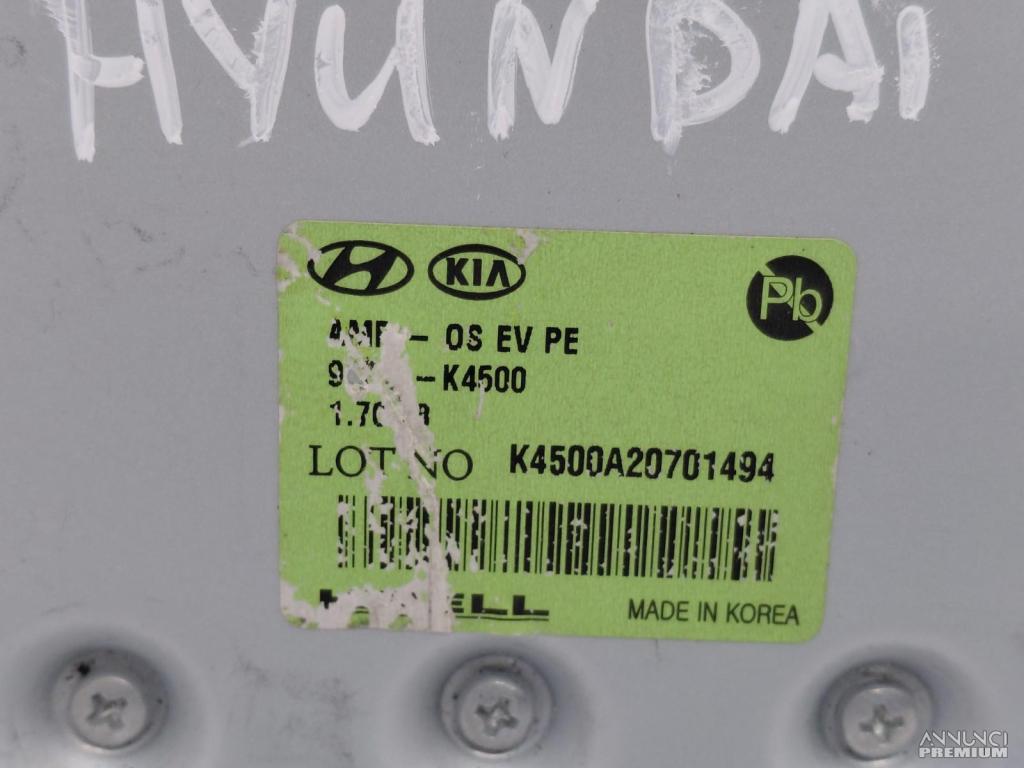 HYUNDAI
KIA
Pb
OS EV PE
-K4500
LOT NO K4500A20701494
MADE IN KOREA
ANNUNCI
PREMIUM